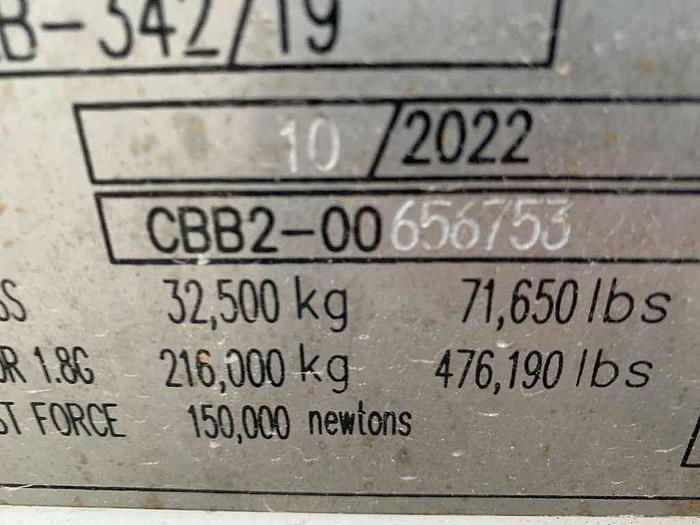 B-342/19
10/2022
CBB2-00656753
SS 32,500 kg 71,650 lbs
OR 1.8G 216,000 kg 476,190 lbs
ST FORCE 150,000 newtons